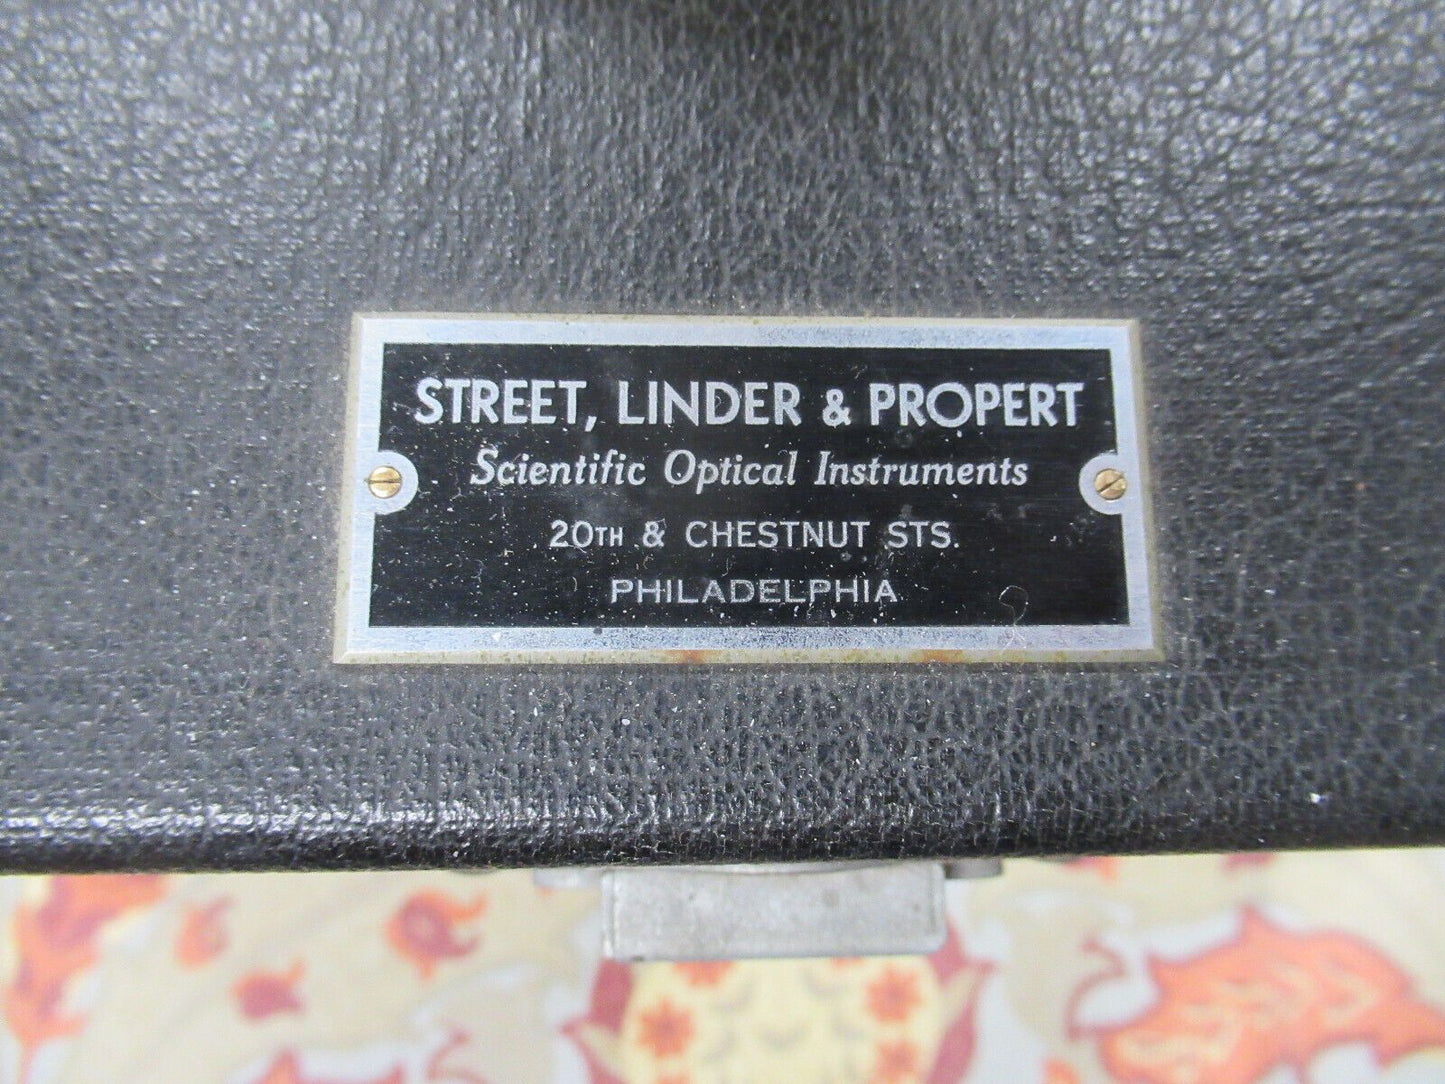 STREET, LINDER & PROPERT
Scientific Optical Instruments
20TH & CHESTNUT STS.
PHILADELPHIA